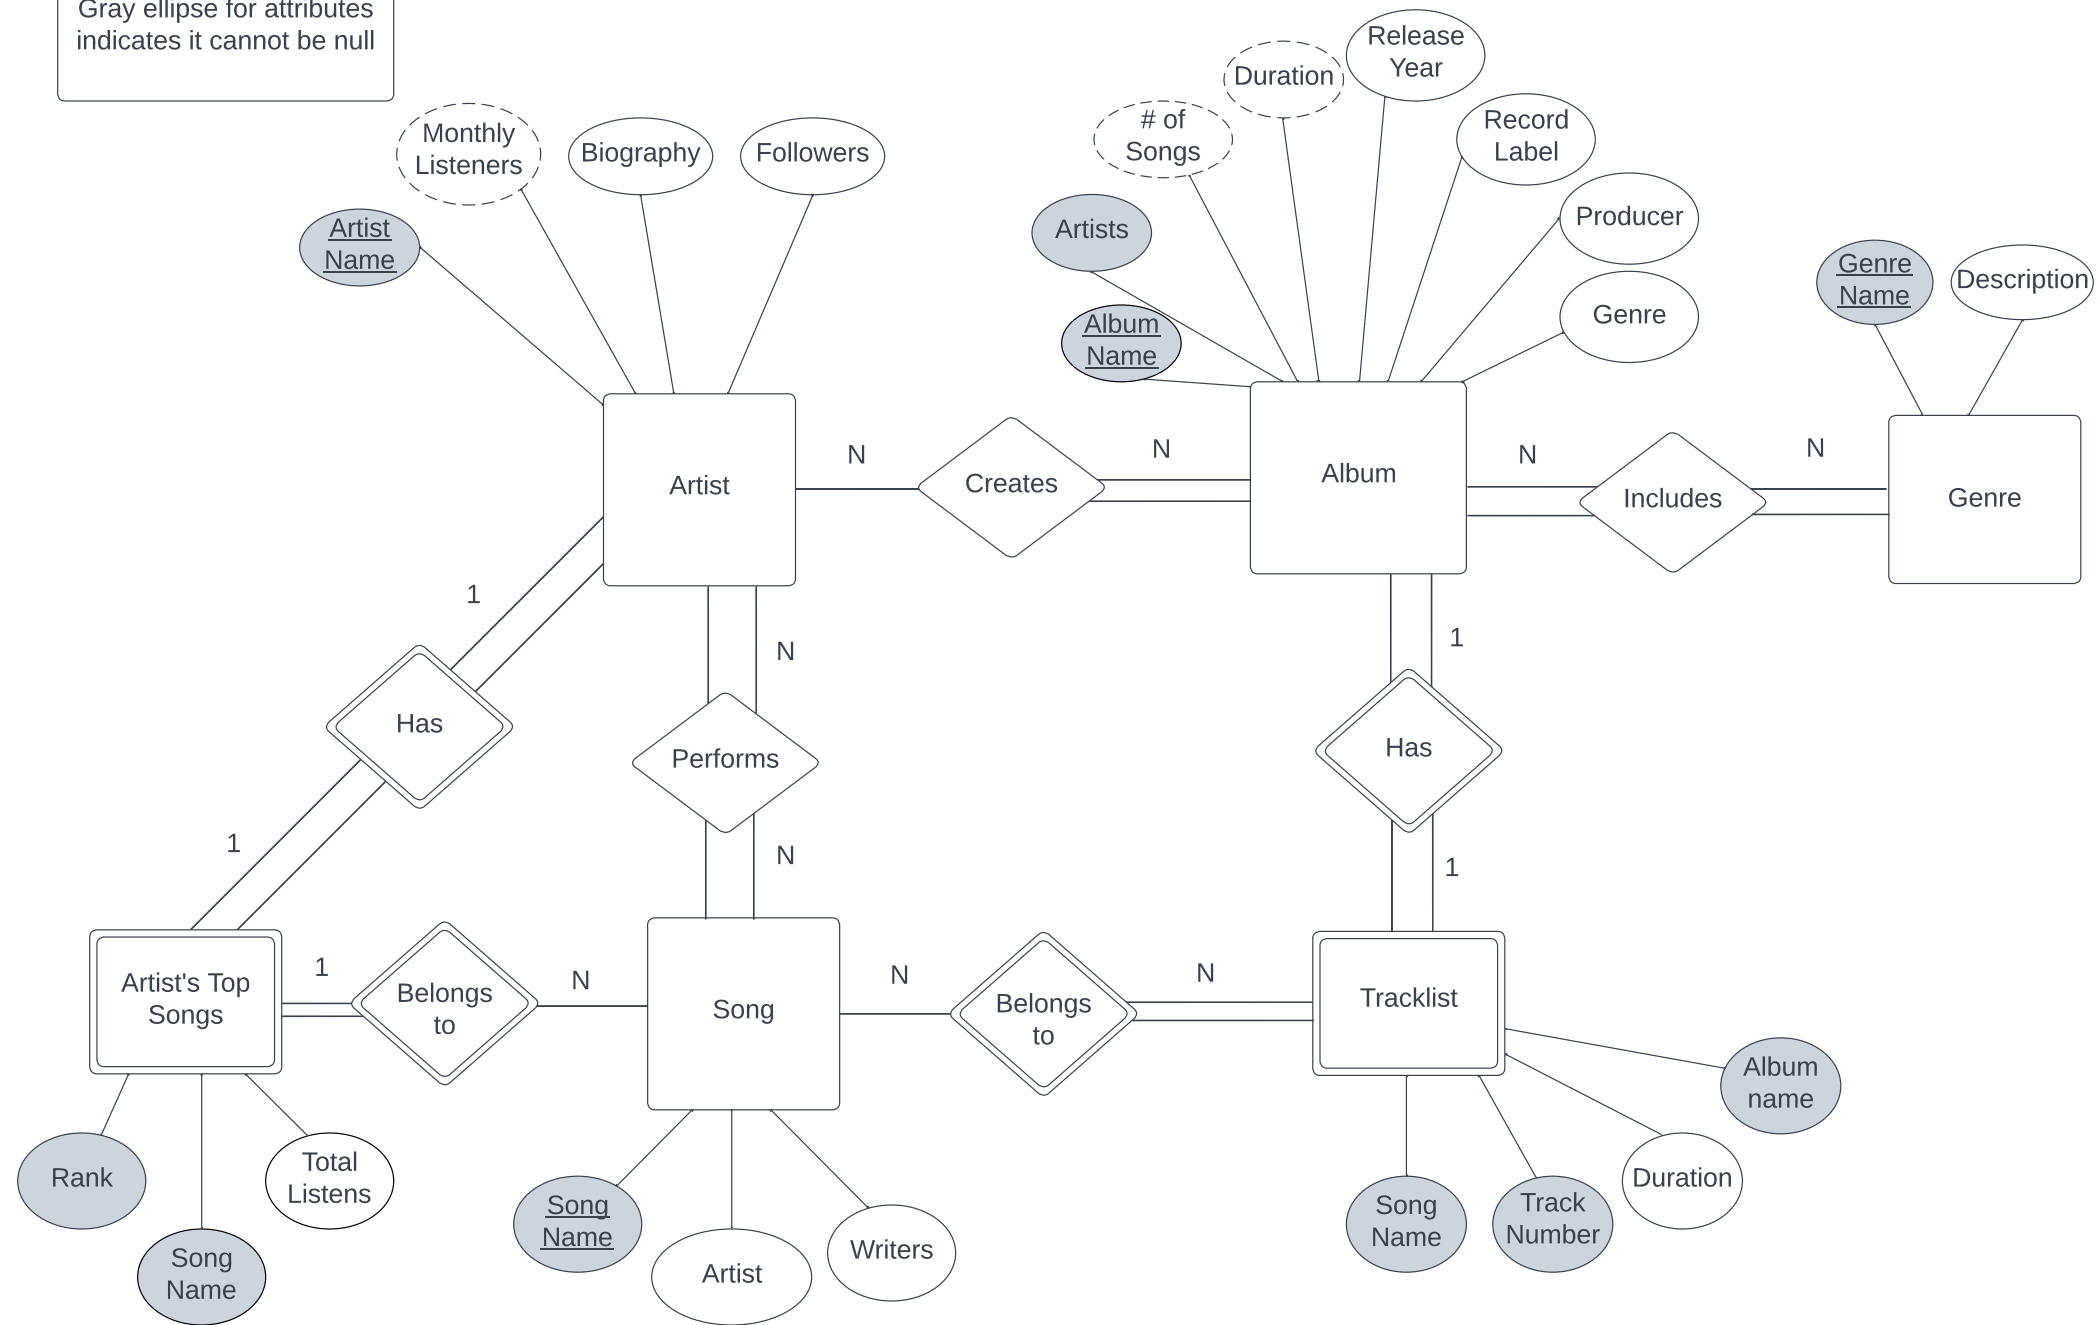 Gray ellipse for attributes
indicates it cannot be null
Monthly
Listeners
Biography
Followers
Artist
Name
# of
Songs
Duration
Release
Year
Record
Label
Artists
Producer
Album
Name
Genre
Genre
Name
Description
Artist
N
Creates
N
Album
N
Includes
N
Genre
1
N
1
Has
Performs
Has
1
N
1
Artist's Top
Songs
1
Belongs
to
N
Song
N
Belongs
to
N
Tracklist
Rank
Song
Name
Total
Listens
Song
Name
Artist
Writers
Song
Name
Track
Number
Duration
Album
name